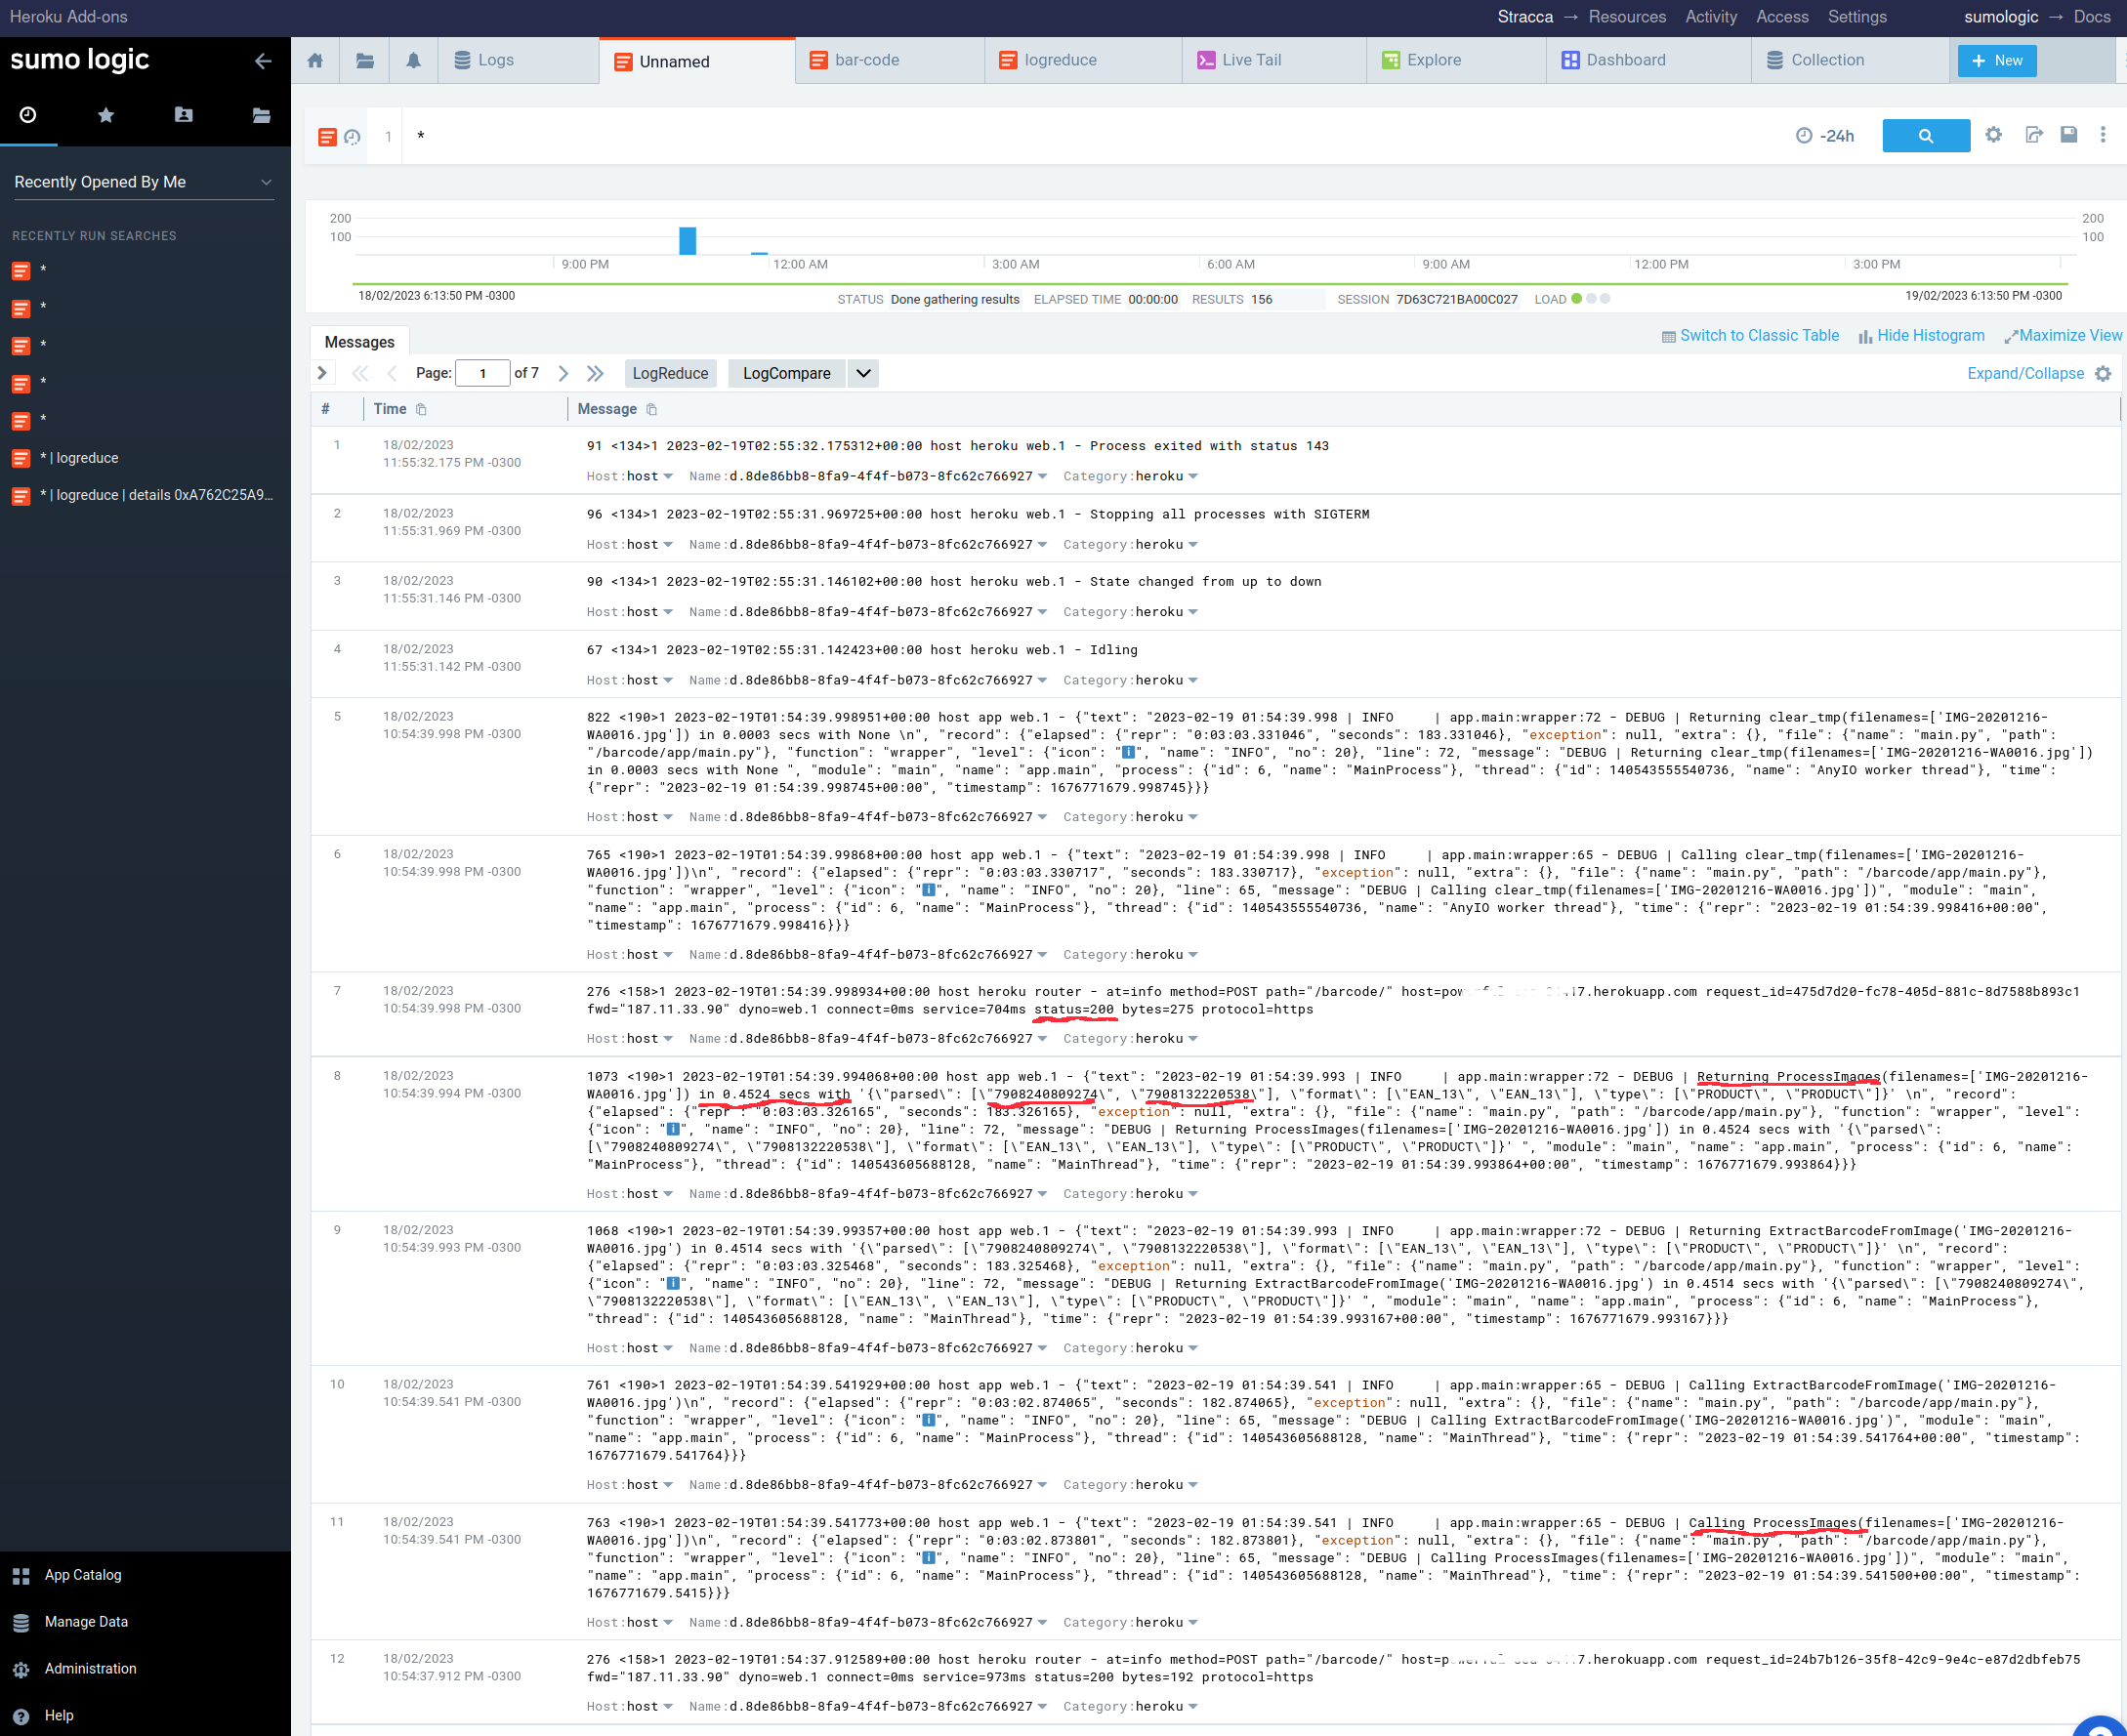 Heroku Add-ons
Stracca → Resources Activity Access Settings sumologic → Docs
sumo logic
Logs Unnamed bar-code logreduce Live Tail Explore Dashboard Collection + New
1 * -24h
Recently Opened By Me
RECENTLY RUN SEARCHES
*
*
*
*
*
* | logreduce
* | logreduce | details 0xA762C25A9...
App Catalog
Manage Data
Administration
Help
200 200
100 100
9:00 PM 12:00 AM 3:00 AM 6:00 AM 9:00 AM 12:00 PM 3:00 PM
18/02/2023 6:13:50 PM -0300 19/02/2023 6:13:50 PM -0300
STATUS Done gathering results ELAPSED TIME 00:00:00 RESULTS 156 SESSION 7D63C721BA00C027 LOAD
Messages Switch to Classic Table Hide Histogram Maximize View
Page: 1 of 7 LogReduce LogCompare Expand/Collapse
# Time Message
1 18/02/2023 11:55:32.175 PM -0300
91 <134>1 2023-02-19T02:55:32.175312+00:00 host heroku web.1 - Process exited with status 143
Host:host Name:d.8de86bb8-8fa9-4f4f-b073-8fc62c766927 Category:heroku
2 18/02/2023 11:55:31.969 PM -0300
96 <134>1 2023-02-19T02:55:31.969725+00:00 host heroku web.1 - Stopping all processes with SIGTERM
Host:host Name:d.8de86bb8-8fa9-4f4f-b073-8fc62c766927 Category:heroku
3 18/02/2023 11:55:31.146 PM -0300
90 <134>1 2023-02-19T02:55:31.146102+00:00 host heroku web.1 - State changed from up to down
Host:host Name:d.8de86bb8-8fa9-4f4f-b073-8fc62c766927 Category:heroku
4 18/02/2023 11:55:31.142 PM -0300
67 <134>1 2023-02-19T02:55:31.142423+00:00 host heroku web.1 - Idling
Host:host Name:d.8de86bb8-8fa9-4f4f-b073-8fc62c766927 Category:heroku
5 18/02/2023 10:54:39.998 PM -0300
822 <190>1 2023-02-19T01:54:39.998951+00:00 host app web.1 - {"text": "2023-02-19 01:54:39.998 | INFO     | app.main:wrapper:72 - DEBUG | Returning clear_tmp(filenames=['IMG-20201216-
WA0016.jpg']) in 0.0003 secs with None \n", "record": {"elapsed": {"repr": "0:03:03.331046", "seconds": 183.331046}, "exception": null, "extra": {}, "file": {"name": "main.py", "path":
"/barcode/app/main.py"}, "function": "wrapper", "level": {"icon": "ℹ️", "name": "INFO", "no": 20}, "line": 72, "message": "DEBUG | Returning clear_tmp(filenames=['IMG-20201216-WA0016.jpg'])
in 0.0003 secs with None ", "module": "main", "name": "app.main", "process": {"id": 6, "name": "MainProcess"}, "thread": {"id": 140543555540736, "name": "AnyIO worker thread"}, "time":
{"repr": "2023-02-19 01:54:39.998745+00:00", "timestamp": 1676771679.998745}}}
Host:host Name:d.8de86bb8-8fa9-4f4f-b073-8fc62c766927 Category:heroku
6 18/02/2023 10:54:39.998 PM -0300
765 <190>1 2023-02-19T01:54:39.99868+00:00 host app web.1 - {"text": "2023-02-19 01:54:39.998 | INFO     | app.main:wrapper:65 - DEBUG | Calling clear_tmp(filenames=['IMG-20201216-
WA0016.jpg'])\n", "record": {"elapsed": {"repr": "0:03:03.330717", "seconds": 183.330717}, "exception": null, "extra": {}, "file": {"name": "main.py", "path": "/barcode/app/main.py"},
"function": "wrapper", "level": {"icon": "ℹ️", "name": "INFO", "no": 20}, "line": 65, "message": "DEBUG | Calling clear_tmp(filenames=['IMG-20201216-WA0016.jpg'])", "module": "main",
"name": "app.main", "process": {"id": 6, "name": "MainProcess"}, "thread": {"id": 140543555540736, "name": "AnyIO worker thread"}, "time": {"repr": "2023-02-19 01:54:39.998416+00:00",
"timestamp": 1676771679.998416}}}
Host:host Name:d.8de86bb8-8fa9-4f4f-b073-8fc62c766927 Category:heroku
7 18/02/2023 10:54:39.998 PM -0300
276 <158>1 2023-02-19T01:54:39.998934+00:00 host heroku router - at=info method=POST path="/barcode/" 7.herokuapp.com request_id=475d7d20-fc78-405d-881c-8d7588b893c1
fwd="187.11.33.90" dyno=web.1 connect=0ms service=704ms status=200 bytes=275 protocol=https
Host:host Name:d.8de86bb8-8fa9-4f4f-b073-8fc62c766927 Category:heroku
8 18/02/2023 10:54:39.994 PM -0300
1073 <190>1 2023-02-19T01:54:39.994068+00:00 host app web.1 - {"text": "2023-02-19 01:54:39.993 | INFO     | app.main:wrapper:72 - DEBUG | Returning ProcessImages(filenames=['IMG-20201216-
WA0016.jpg']) in 0.4524 secs with '{\"parsed\": [\"7908240809274\", \"7908132220538\"], \"format\": [\"EAN_13\", \"EAN_13\"], \"type\": [\"PRODUCT\", \"PRODUCT\"]}' \n", "record":
{"elapsed": {"repr": "0:03:03.326165", "seconds": 183.326165}, "exception": null, "extra": {}, "file": {"name": "main.py", "path": "/barcode/app/main.py"}, "function": "wrapper", "level":
{"icon": "ℹ️", "name": "INFO", "no": 20}, "line": 72, "message": "DEBUG | Returning ProcessImages(filenames=['IMG-20201216-WA0016.jpg']) in 0.4524 secs with '{\"parsed\":
[\"7908240809274\", \"7908132220538\"], \"format\": [\"EAN_13\", \"EAN_13\"], \"type\": [\"PRODUCT\", \"PRODUCT\"]}' ", "module": "main", "name": "app.main", "process": {"id": 6, "name":
"MainProcess"}, "thread": {"id": 140543605688128, "name": "MainThread"}, "time": {"repr": "2023-02-19 01:54:39.993864+00:00", "timestamp": 1676771679.993864}}}
Host:host Name:d.8de86bb8-8fa9-4f4f-b073-8fc62c766927 Category:heroku
9 18/02/2023 10:54:39.993 PM -0300
1068 <190>1 2023-02-19T01:54:39.99357+00:00 host app web.1 - {"text": "2023-02-19 01:54:39.993 | INFO     | app.main:wrapper:72 - DEBUG | Returning ExtractBarcodeFromImage('IMG-20201216-
WA0016.jpg') in 0.4514 secs with '{\"parsed\": [\"7908240809274\", \"7908132220538\"], \"format\": [\"EAN_13\", \"EAN_13\"], \"type\": [\"PRODUCT\", \"PRODUCT\"]}' \n", "record":
{"elapsed": {"repr": "0:03:03.325468", "seconds": 183.325468}, "exception": null, "extra": {}, "file": {"name": "main.py", "path": "/barcode/app/main.py"}, "function": "wrapper", "level":
{"icon": "ℹ️", "name": "INFO", "no": 20}, "line": 72, "message": "DEBUG | Returning ExtractBarcodeFromImage('IMG-20201216-WA0016.jpg') in 0.4514 secs with '{\"parsed\": [\"7908240809274\",
\"7908132220538\"], \"format\": [\"EAN_13\", \"EAN_13\"], \"type\": [\"PRODUCT\", \"PRODUCT\"]}' ", "module": "main", "name": "app.main", "process": {"id": 6, "name": "MainProcess"},
"thread": {"id": 140543605688128, "name": "MainThread"}, "time": {"repr": "2023-02-19 01:54:39.993167+00:00", "timestamp": 1676771679.993167}}}
Host:host Name:d.8de86bb8-8fa9-4f4f-b073-8fc62c766927 Category:heroku
10 18/02/2023 10:54:39.541 PM -0300
761 <190>1 2023-02-19T01:54:39.541929+00:00 host app web.1 - {"text": "2023-02-19 01:54:39.541 | INFO     | app.main:wrapper:65 - DEBUG | Calling ExtractBarcodeFromImage('IMG-20201216-
WA0016.jpg')\n", "record": {"elapsed": {"repr": "0:03:02.874065", "seconds": 182.874065}, "exception": null, "extra": {}, "file": {"name": "main.py", "path": "/barcode/app/main.py"},
"function": "wrapper", "level": {"icon": "ℹ️", "name": "INFO", "no": 20}, "line": 65, "message": "DEBUG | Calling ExtractBarcodeFromImage('IMG-20201216-WA0016.jpg')", "module": "main",
"name": "app.main", "process": {"id": 6, "name": "MainProcess"}, "thread": {"id": 140543605688128, "name": "MainThread"}, "time": {"repr": "2023-02-19 01:54:39.541764+00:00", "timestamp":
1676771679.541764}}}
Host:host Name:d.8de86bb8-8fa9-4f4f-b073-8fc62c766927 Category:heroku
11 18/02/2023 10:54:39.541 PM -0300
763 <190>1 2023-02-19T01:54:39.541773+00:00 host app web.1 - {"text": "2023-02-19 01:54:39.541 | INFO     | app.main:wrapper:65 - DEBUG | Calling ProcessImages(filenames=['IMG-20201216-
WA0016.jpg'])\n", "record": {"elapsed": {"repr": "0:03:02.873801", "seconds": 182.873801}, "exception": null, "extra": {}, "file": {"name": "main.py", "path": "/barcode/app/main.py"},
"function": "wrapper", "level": {"icon": "ℹ️", "name": "INFO", "no": 20}, "line": 65, "message": "DEBUG | Calling ProcessImages(filenames=['IMG-20201216-WA0016.jpg'])", "module": "main",
"name": "app.main", "process": {"id": 6, "name": "MainProcess"}, "thread": {"id": 140543605688128, "name": "MainThread"}, "time": {"repr": "2023-02-19 01:54:39.541500+00:00", "timestamp":
1676771679.5415}}}
Host:host Name:d.8de86bb8-8fa9-4f4f-b073-8fc62c766927 Category:heroku
12 18/02/2023 10:54:37.912 PM -0300
276 <158>1 2023-02-19T01:54:37.912589+00:00 host heroku router - at=info method=POST path="/barcode/" 7.herokuapp.com request_id=24b7b126-35f8-42c9-9e4c-e87d2dbfeb75
fwd="187.11.33.90" dyno=web.1 connect=0ms service=973ms status=200 bytes=192 protocol=https
Host:host Name:d.8de86bb8-8fa9-4f4f-b073-8fc62c766927 Category:heroku